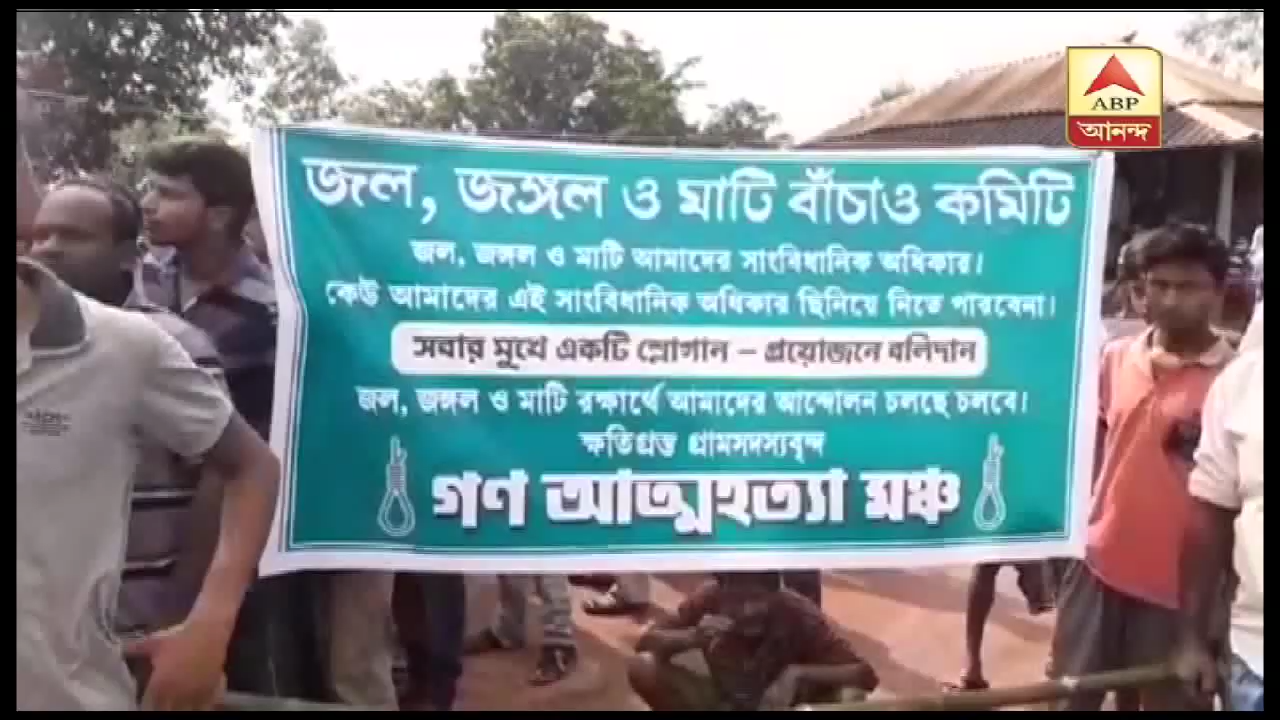 জল, জঙ্গল ও মাটি বাঁচাও কমিটি
জল, জঙ্গল ও মাটি আমাদের সাংবিধানিক অধিকার।
কেউ আমাদের এই সাংবিধানিক অধিকার ছিনিয়ে নিতে পারবেনা।
সবার মুখে একটি স্লোগান – প্রয়োজনে বলিদান
জল, জঙ্গল ও মাটি রক্ষার্থে আমাদের আন্দোলন চলছে চলবে।
ক্ষতিগ্রস্ত গ্রামসদস্যবৃন্দ
গণ আত্মহত্যা মঞ্চ
ABP
আনন্দ